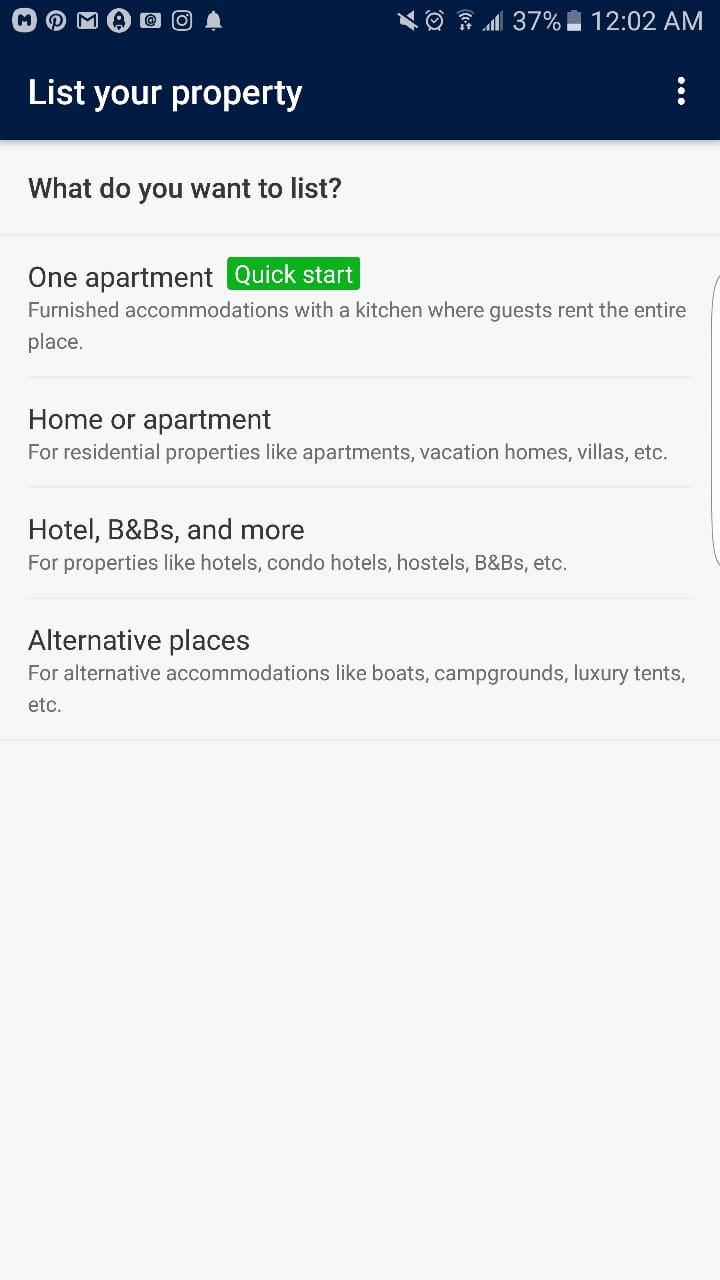 37% 12:02 AM
List your property
What do you want to list?
One apartment Quick start
Furnished accommodations with a kitchen where guests rent the entire
place.
Home or apartment
For residential properties like apartments, vacation homes, villas, etc.
Hotel, B&Bs, and more
For properties like hotels, condo hotels, hostels, B&Bs, etc.
Alternative places
For alternative accommodations like boats, campgrounds, luxury tents,
etc.